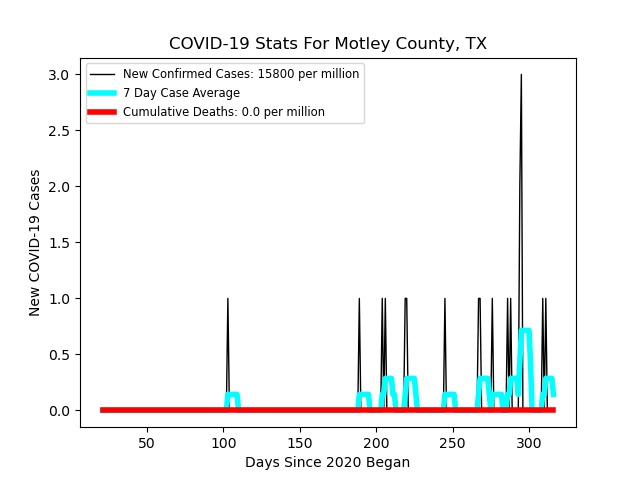 COVID-19 Stats For Motley County, TX
New Confirmed Cases: 15800 per million
7 Day Case Average
Cumulative Deaths: 0.0 per million
New COVID-19 Cases
3.0
2.5
2.0
1.5
1.0
0.5
0.0
50 100 150 200 250 300
Days Since 2020 Began